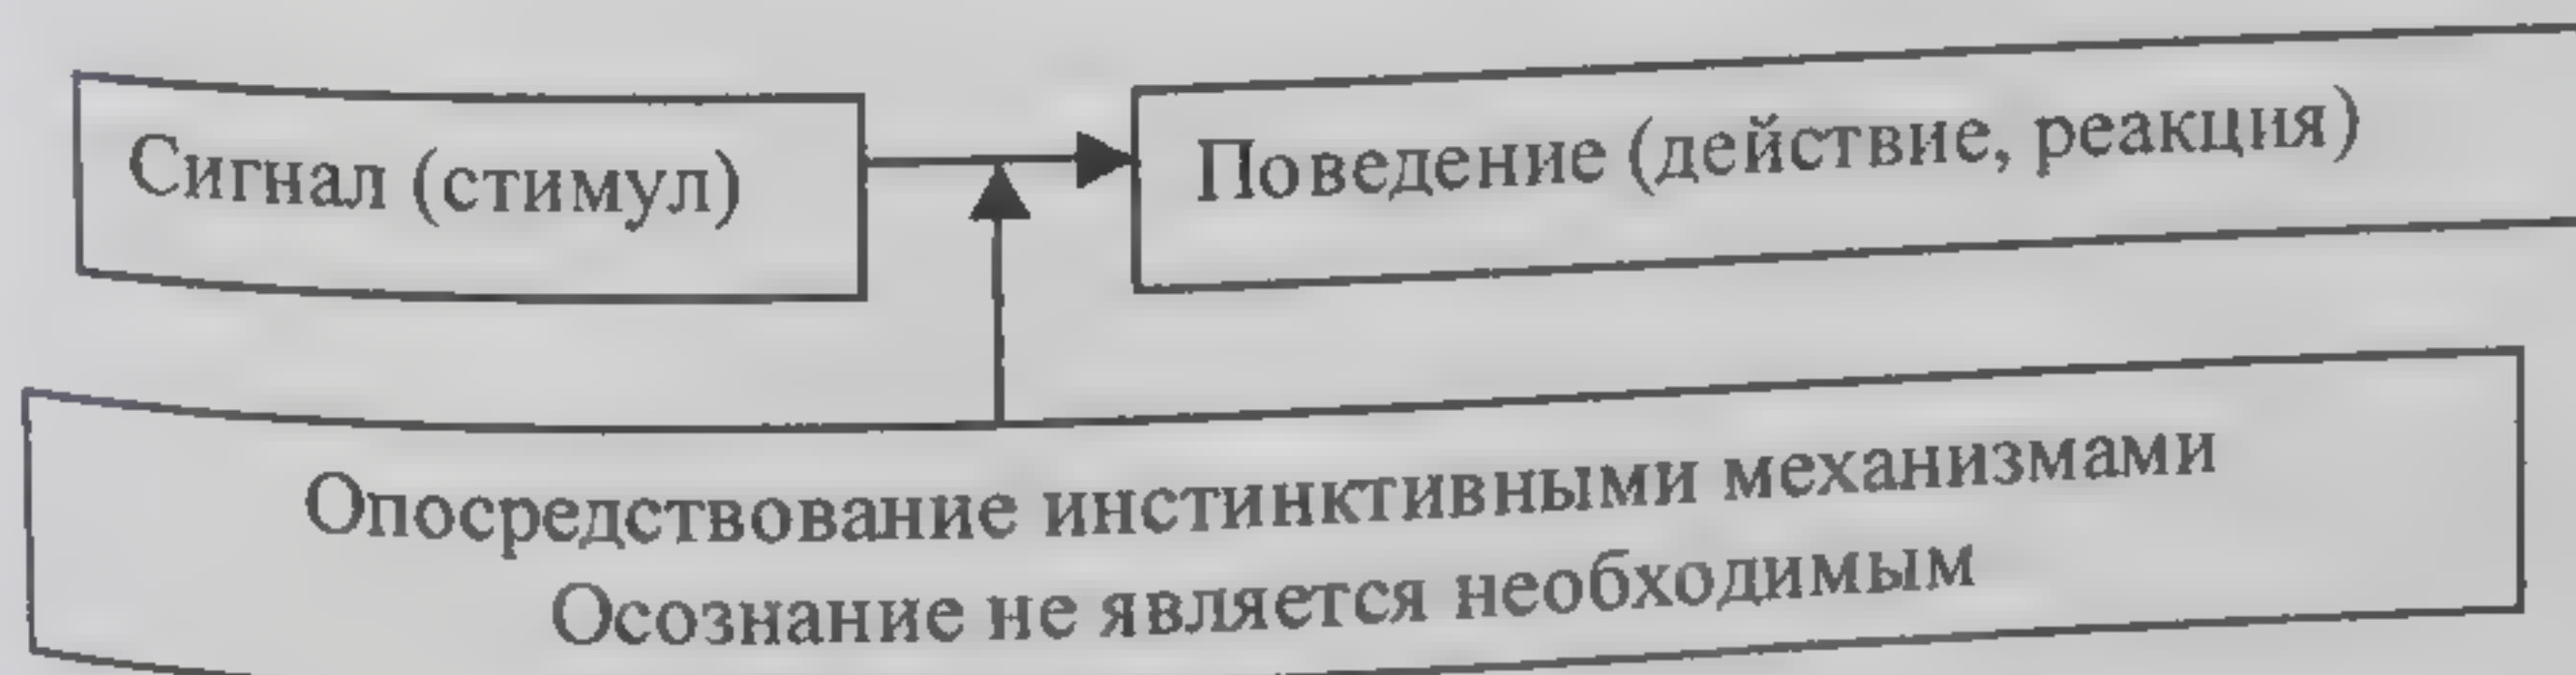 Сигнал (стимул)
Поведение (действие, реакция)
Опосредствование инстинктивными механизмами
Осознание не является необходимым